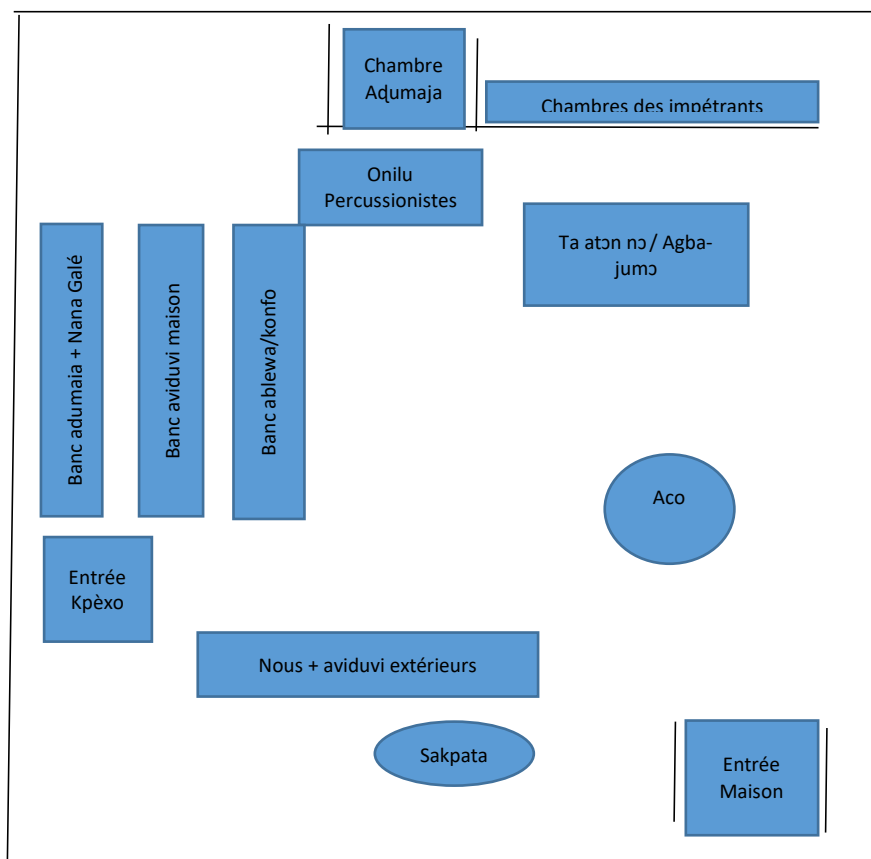 Chambre
Aɖumaja
Chambres des impétrants
Onilu
Percussionistes
Ta atɔn nɔ / Agba-
jumɔ
Banc adumaia + Nana Galé
Banc aviduvi maison
Banc ablewa/konfo
Aco
Entrée
Kpèxo
Nous + aviduvi extérieurs
Sakpata
Entrée
Maison